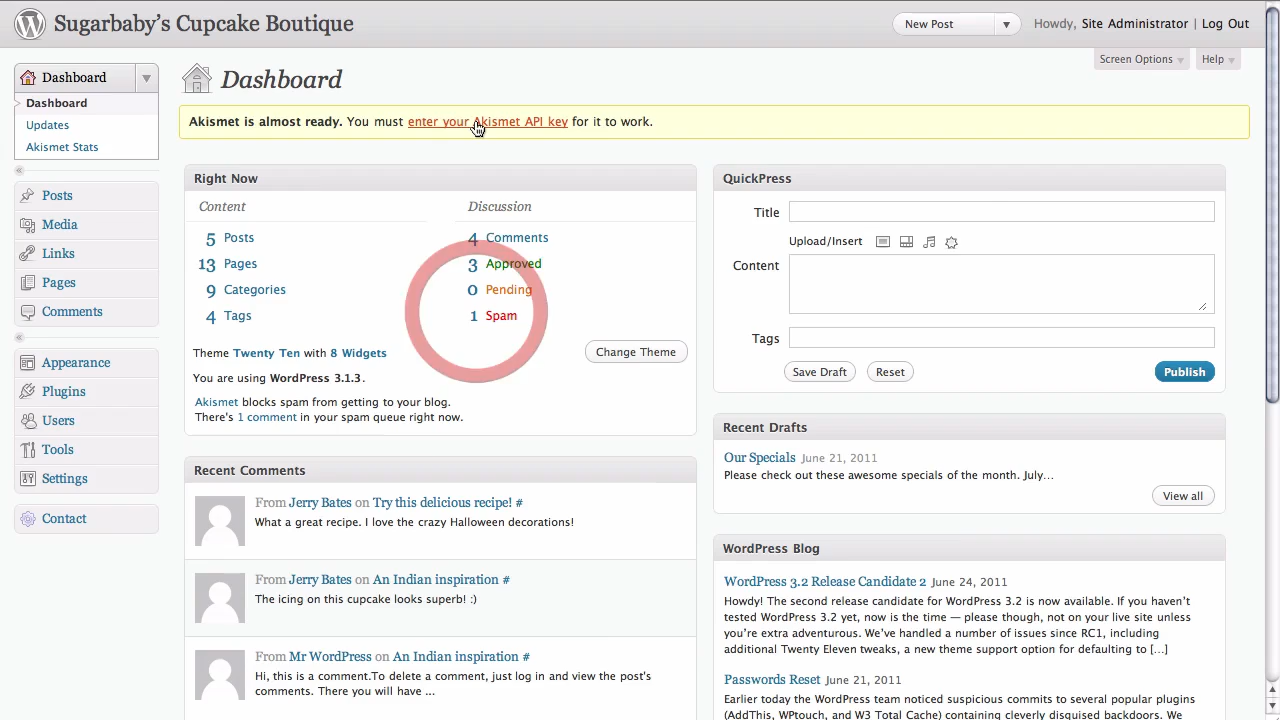 Sugarbaby's Cupcake Boutique
New Post
Howdy, Site Administrator | Log Out
Screen Options
Help
Dashboard
Dashboard
Updates
Akismet Stats
Posts
Media
Links
Pages
Comments
Appearance
Plugins
Users
Tools
Settings
Contact
Dashboard
Akismet is almost ready. You must enter your Akismet API key for it to work.
Right Now
Content
Discussion
5 Posts
4 Comments
13 Pages
3 Approved
9 Categories
0 Pending
4 Tags
1 Spam
Theme Twenty Ten with 8 Widgets
Change Theme
You are using WordPress 3.1.3.
Akismet blocks spam from getting to your blog.
There's 1 comment in your spam queue right now.
Recent Comments
From Jerry Bates on Try this delicious recipe! #
What a great recipe. I love the crazy Halloween decorations!
From Jerry Bates on An Indian inspiration #
The icing on this cupcake looks superb! :)
From Mr WordPress on An Indian inspiration #
Hi, this is a comment.To delete a comment, just log in and view the post's
comments. There you will have ...
QuickPress
Title
Upload/Insert
Content
Tags
Save Draft
Reset
Publish
Recent Drafts
Our Specials June 21, 2011
Please check out these awesome specials of the month. July…
View all
WordPress Blog
WordPress 3.2 Release Candidate 2 June 24, 2011
Howdy! The second release candidate for WordPress 3.2 is now available. If you haven't
tested WordPress 3.2 yet, now is the time — please though, not on your live site unless
you're extra adventurous. We've handled a number of issues since RC1, including
additional Twenty Eleven tweaks, a new theme support option for defaulting to […]
Passwords Reset June 21, 2011
Earlier today the WordPress team noticed suspicious commits to several popular plugins
(AddThis, WPtouch, and W3 Total Cache) containing cleverly disguised backdoors. We